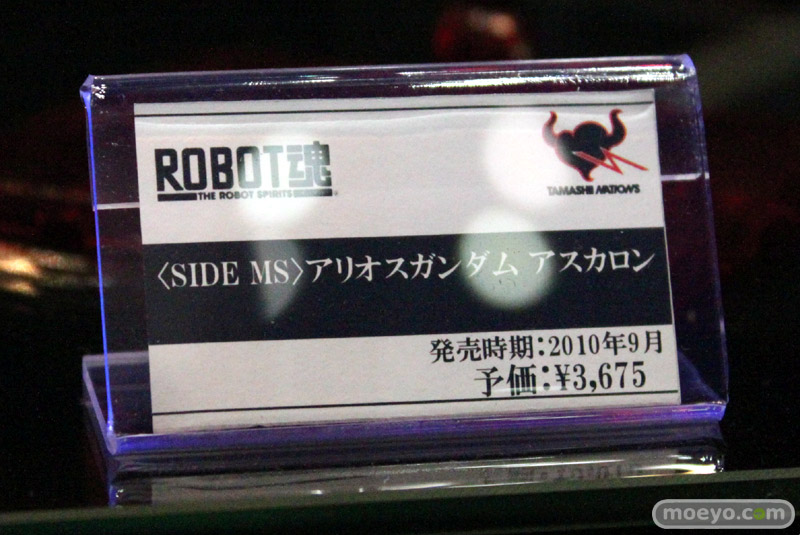 ROBOT魂
THE ROBOT SPIRITS
TAMASHII NATIONS
〈SIDE MS〉アリオスガンダム アスカロン
発売時期:2010年9月
予価:¥3,675
moeyo.com